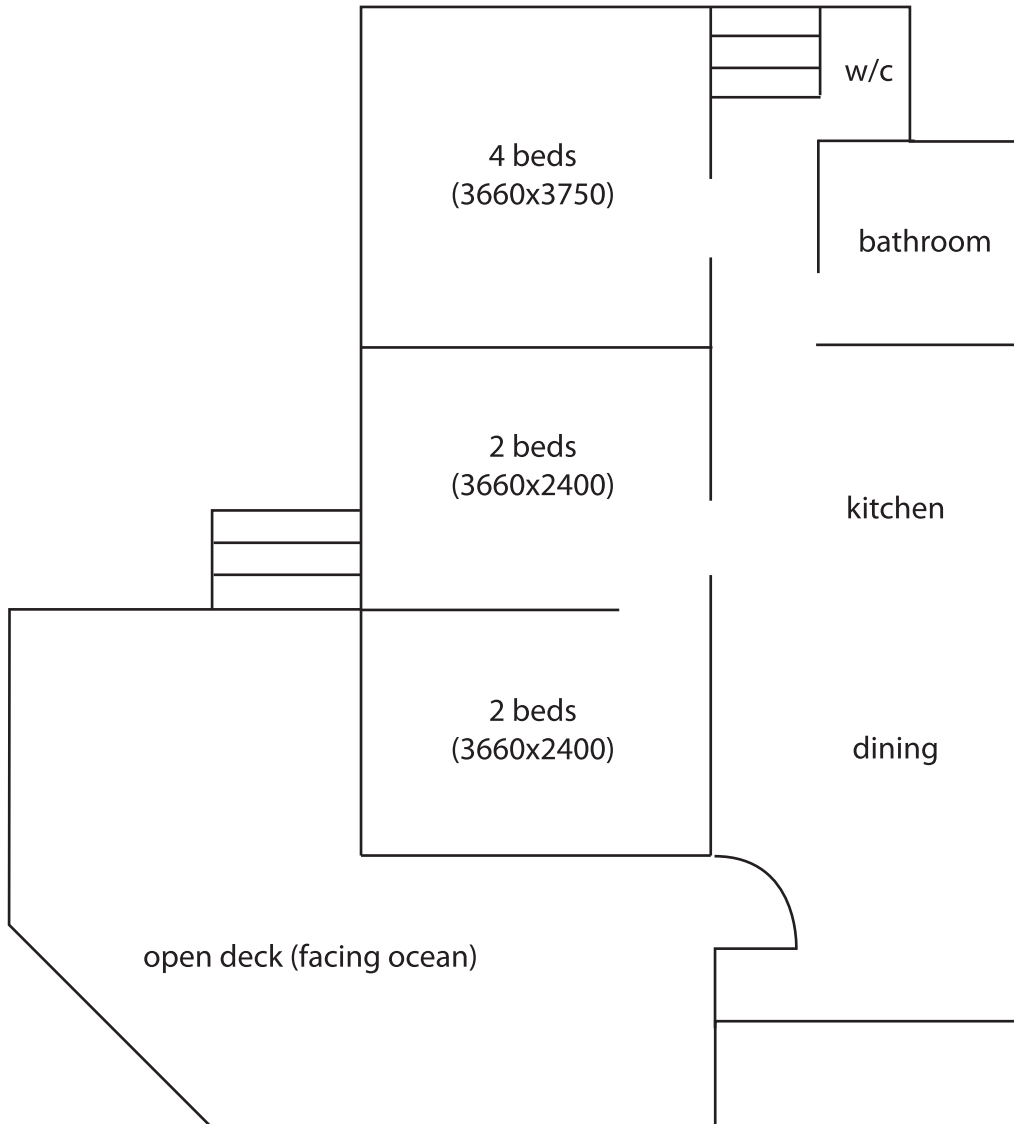 w/c
4 beds
(3660x3750)
bathroom
2 beds
(3660x2400)
kitchen
2 beds
(3660x2400)
dining
open deck (facing ocean)